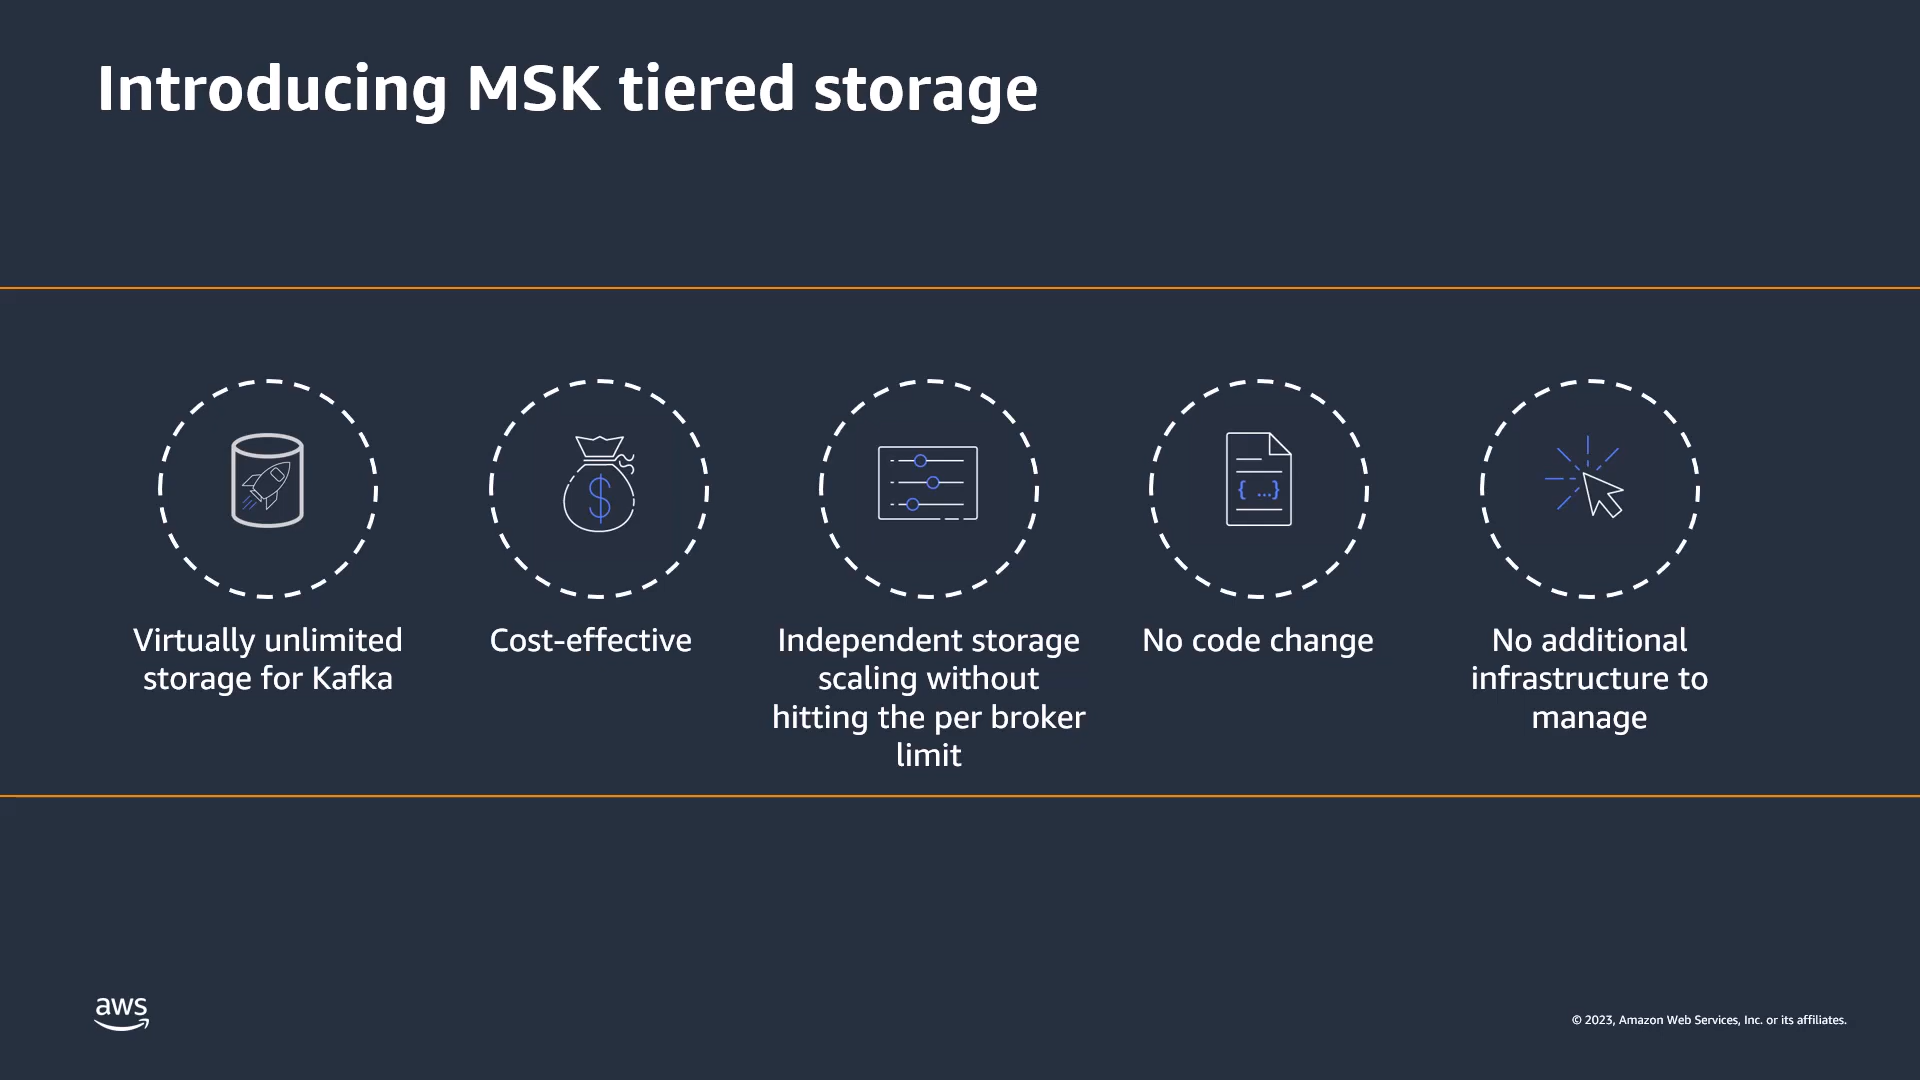 Introducing MSK tiered storage
$
{ ...}
Virtually unlimited
storage for Kafka
Cost-effective
Independent storage
scaling without
hitting the per broker
limit
No code change
No additional
infrastructure to
manage
aws
© 2023, Amazon Web Services, Inc. or its affiliates.